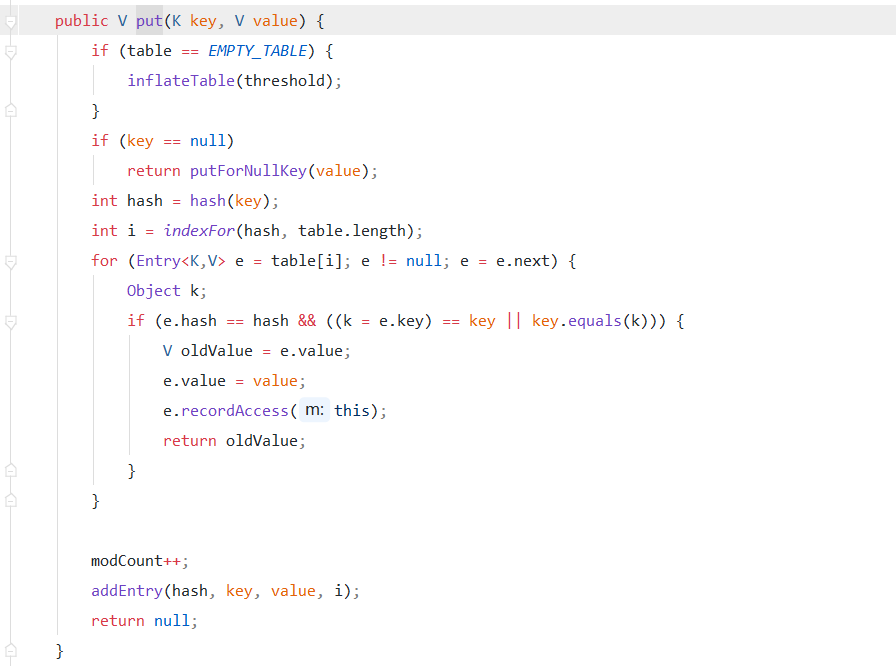 public V put(K key, V value) {
    if (table == EMPTY_TABLE) {
        inflateTable(threshold);
    }
    if (key == null)
        return putForNullKey(value);
    int hash = hash(key);
    int i = indexFor(hash, table.length);
    for (Entry<K,V> e = table[i]; e != null; e = e.next) {
        Object k;
        if (e.hash == hash && ((k = e.key) == key || key.equals(k))) {
            V oldValue = e.value;
            e.value = value;
            e.recordAccess( m: this);
            return oldValue;
        }
    }

    modCount++;
    addEntry(hash, key, value, i);
    return null;
}